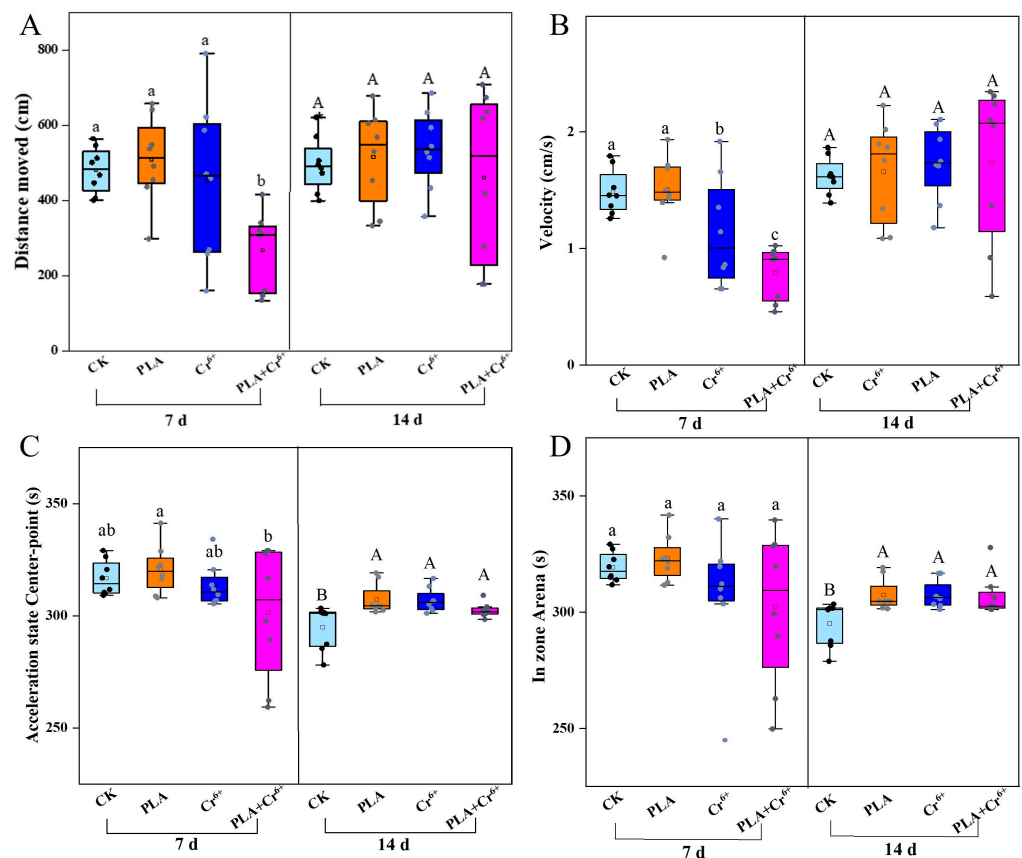 A
Distance moved (cm)
800
600
400
200
0
a
a
a
b
A
A
A
A
CK
PLA
Cr⁶⁺
PLA+Cr⁶⁺
CK
PLA
Cr⁶⁺
PLA+Cr⁶⁺
7 d
14 d
B
Velocity (cm/s)
2
1
0
a
a
b
c
A
A
A
A
CK
PLA
Cr⁶⁺
PLA+Cr⁶⁺
CK
Cr⁶⁺
PLA
PLA+Cr⁶⁺
7 d
14 d
C
Acceleration state Center-point (s)
350
300
250
ab
a
ab
b
B
A
A
A
CK
PLA
Cr⁶⁺
PLA+Cr⁶⁺
CK
PLA
Cr⁶⁺
PLA+Cr⁶⁺
7 d
14 d
D
In zone Arena (s)
350
300
250
a
a
a
a
B
A
A
A
CK
PLA
Cr⁶⁺
PLA+Cr⁶⁺
CK
PLA
Cr⁶⁺
PLA+Cr⁶⁺
7 d
14 d